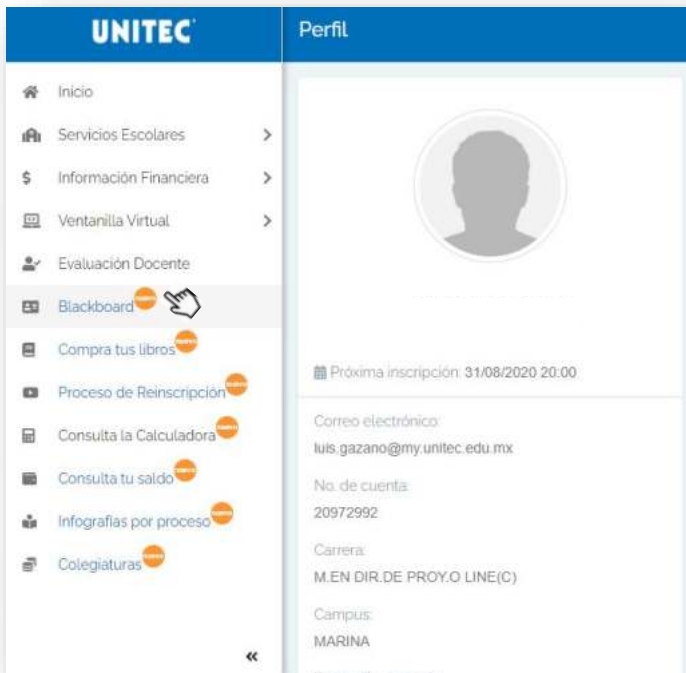 UNITEC
Perfil
Inicio
Servicios Escolares
Información Financiera
Ventanilla Virtual
Evaluación Docente
Blackboard
Compra tus libros
Proceso de Reinscripción
Consulta la Calculadora
Consulta tu saldo
Infografías por proceso
Colegiaturas
«
Próxima inscripción: 31/08/2020 20:00
Correo electrónico:
luis.gazano@my.unitec.edu.mx
No. de cuenta:
20972992
Carrera:
M.EN DIR.DE PROY.O LINE(C)
Campus:
MARINA